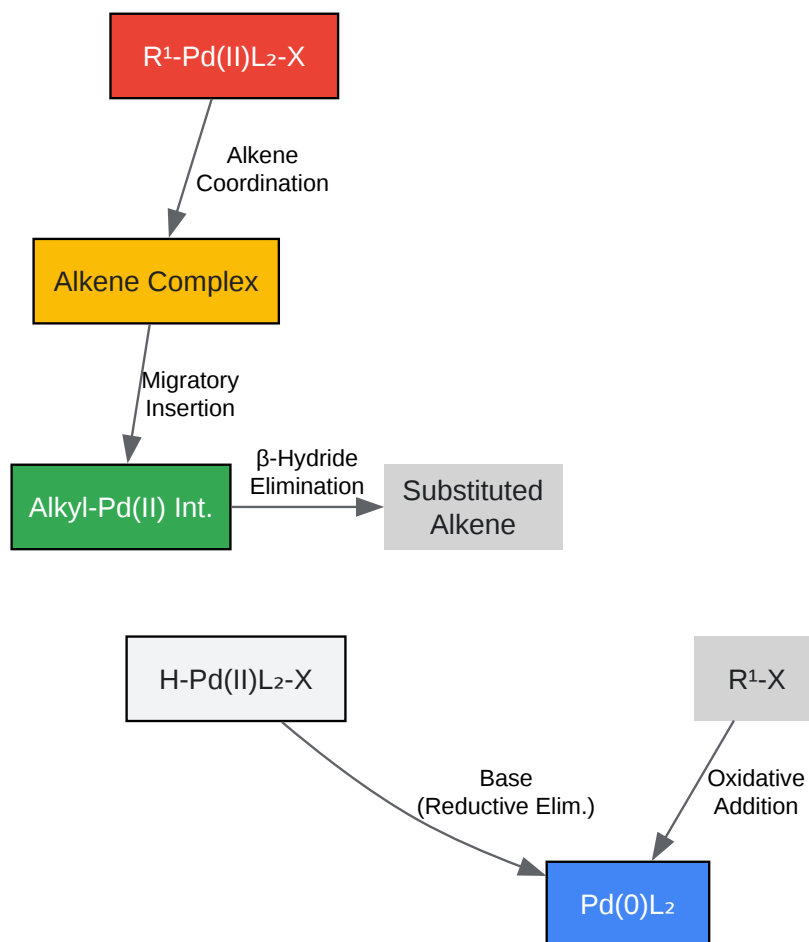 R¹-Pd(II)L₂-X
Alkene
Coordination
Alkene Complex
Migratory
Insertion
Alkyl-Pd(II) Int.
β-Hydride
Elimination
Substituted
Alkene
H-Pd(II)L₂-X
R¹-X
Base
(Reductive Elim.)
Oxidative
Addition
Pd(0)L₂